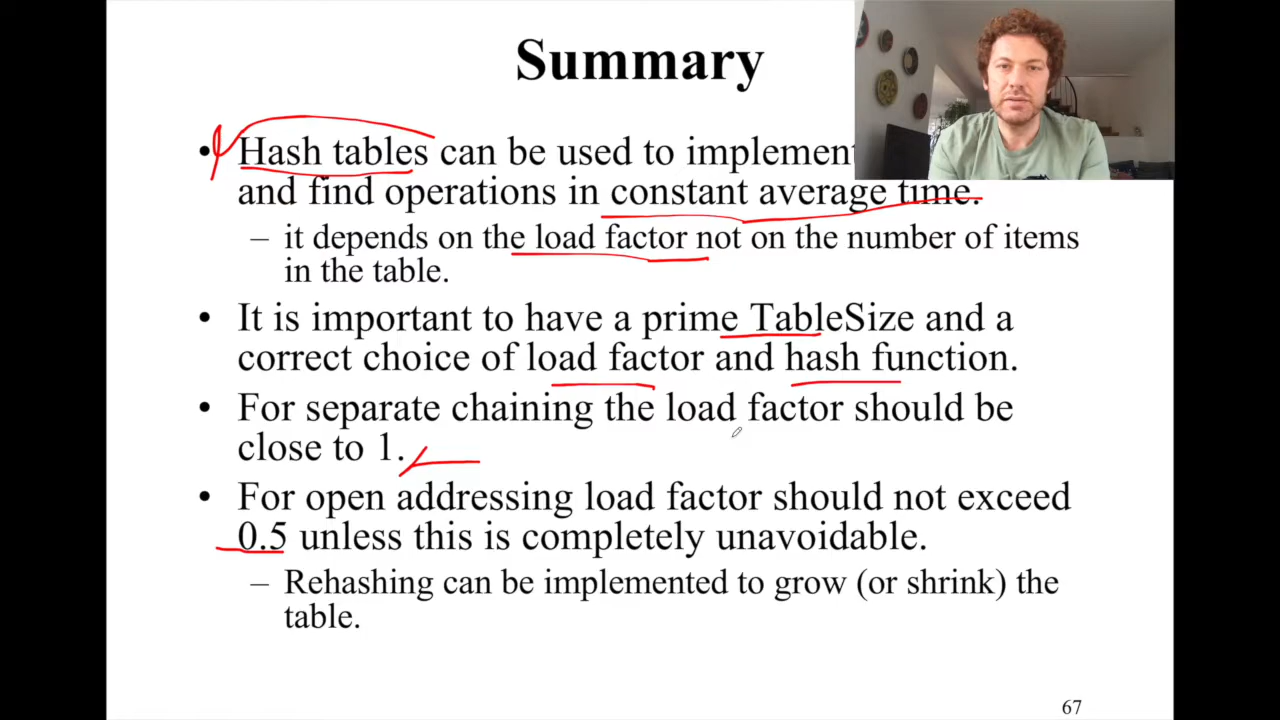 Summary
• Hash tables can be used to implement
and find operations in constant average time.
– it depends on the load factor not on the number of items
in the table.
• It is important to have a prime TableSize and a
correct choice of load factor and hash function.
• For separate chaining the load factor should be
close to 1.
• For open addressing load factor should not exceed
0.5 unless this is completely unavoidable.
– Rehashing can be implemented to grow (or shrink) the
table.
67